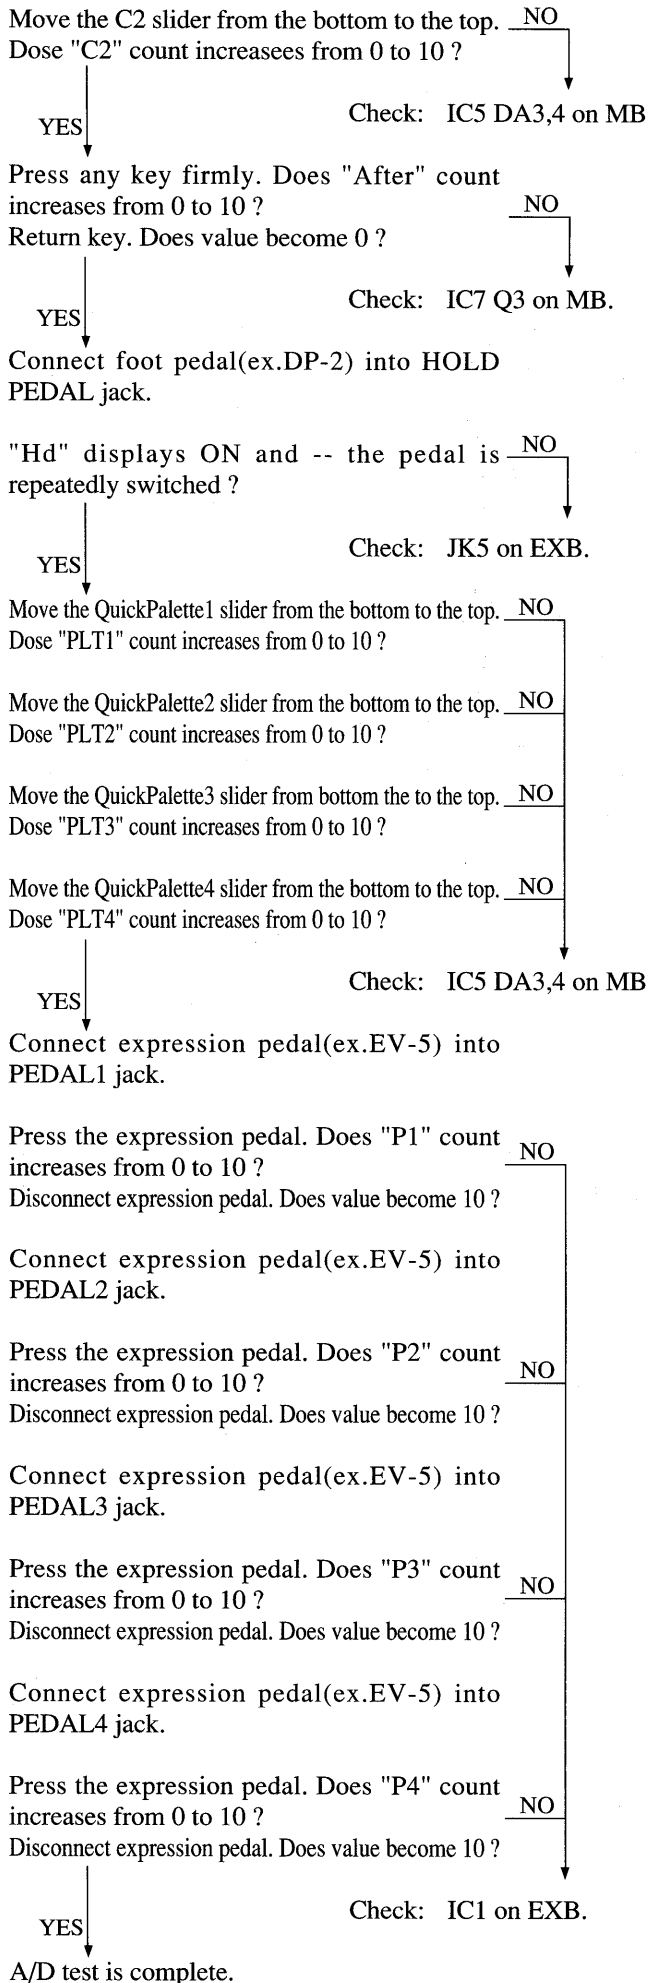 Move the C2 slider from the bottom to the top. NO
Dose "C2" count increasees from 0 to 10 ?
Check: IC5 DA3,4 on MB
YES
Press any key firmly. Does "After" count
increases from 0 to 10 ?
NO
Return key. Does value become 0 ?
Check: IC7 Q3 on MB.
YES
Connect foot pedal(ex.DP-2) into HOLD
PEDAL jack.
"Hd" displays ON and -- the pedal is NO
repeatedly switched ?
Check: JK5 on EXB.
YES
Move the QuickPalette1 slider from the bottom to the top. NO
Dose "PLT1" count increases from 0 to 10 ?
Move the QuickPalette2 slider from the bottom to the top. NO
Dose "PLT2" count increases from 0 to 10 ?
Move the QuickPalette3 slider from bottom the to the top. NO
Dose "PLT3" count increases from 0 to 10 ?
Move the QuickPalette4 slider from the bottom to the top. NO
Dose "PLT4" count increases from 0 to 10 ?
Check: IC5 DA3,4 on MB
YES
Connect expression pedal(ex.EV-5) into
PEDAL1 jack.
Press the expression pedal. Does "P1" count
NO
increases from 0 to 10 ?
Disconnect expression pedal. Does value become 10 ?
Connect expression pedal(ex.EV-5) into
PEDAL2 jack.
Press the expression pedal. Does "P2" count
NO
increases from 0 to 10 ?
Disconnect expression pedal. Does value become 10 ?
Connect expression pedal(ex.EV-5) into
PEDAL3 jack.
Press the expression pedal. Does "P3" count
NO
increases from 0 to 10 ?
Disconnect expression pedal. Does value become 10 ?
Connect expression pedal(ex.EV-5) into
PEDAL4 jack.
Press the expression pedal. Does "P4" count
NO
increases from 0 to 10 ?
Disconnect expression pedal. Does value become 10 ?
Check: IC1 on EXB.
YES
A/D test is complete.